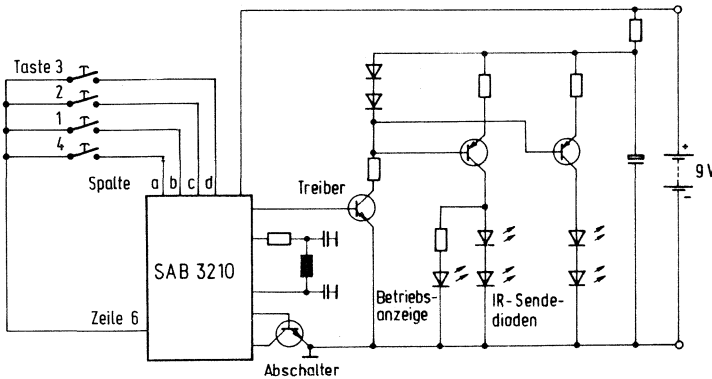 Taste 3
2
1
4
Spalte a b c d
Treiber
SAB 3210
Zeile 6
Abschalter
Betriebs-
anzeige
IR-Sende-
dioden
+
9 V
-